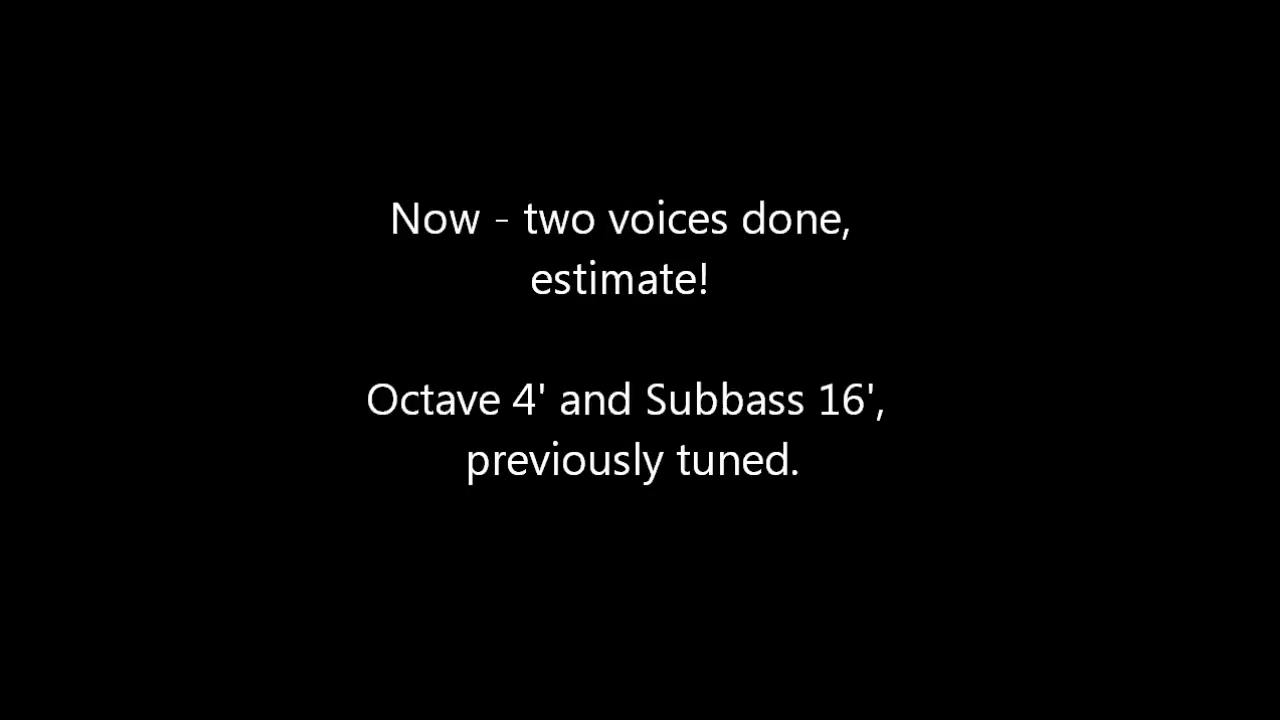 Now - two voices done,
estimate!
Octave 4' and Subbass 16',
previously tuned.